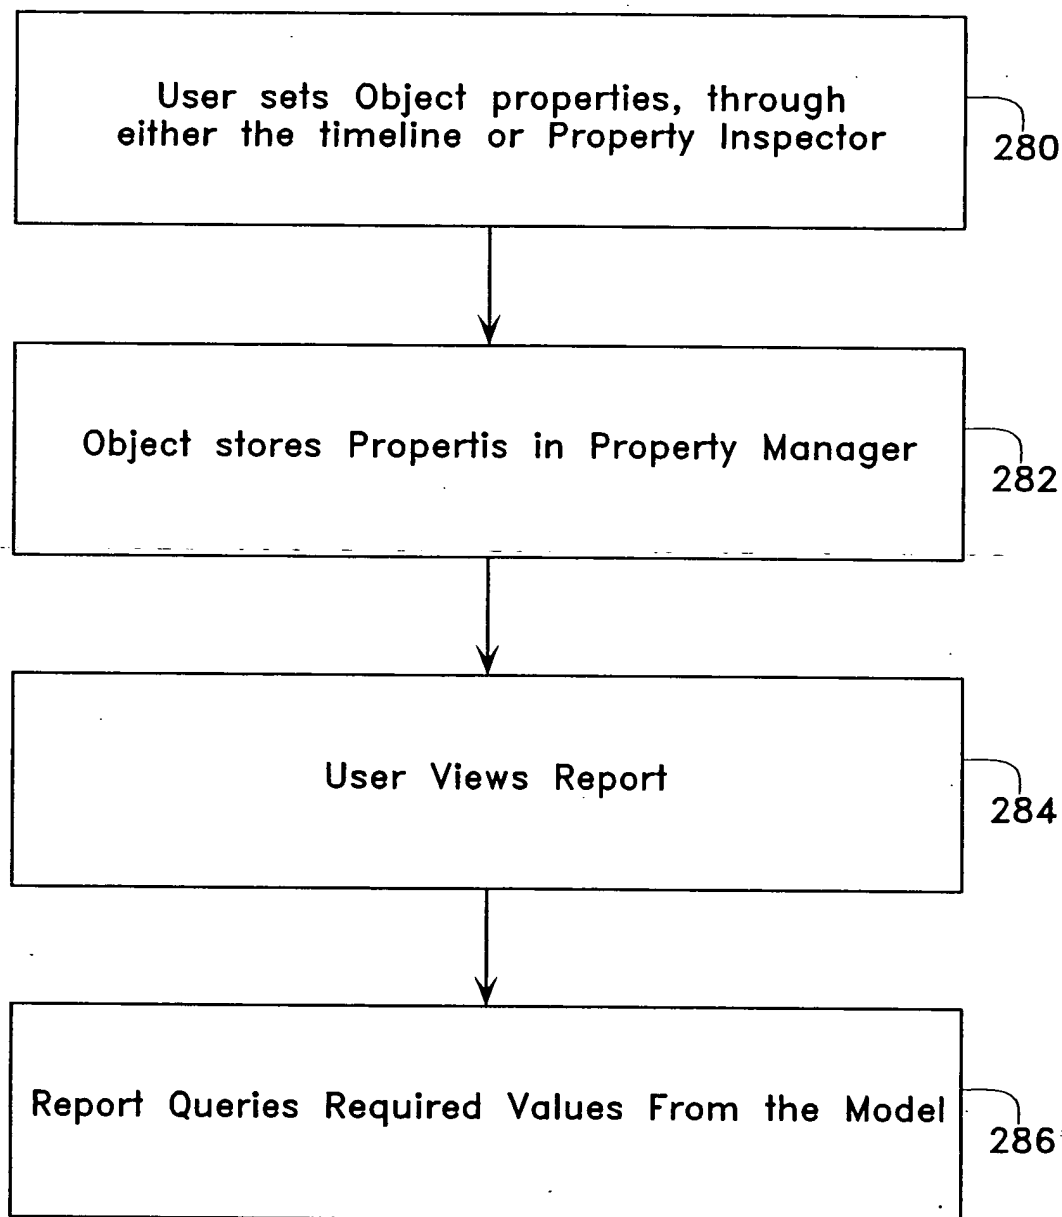 User sets Object properties, through
either the timeline or Property Inspector
280
Object stores Propertis in Property Manager
282
User Views Report
284
Report Queries Required Values From the Model
286